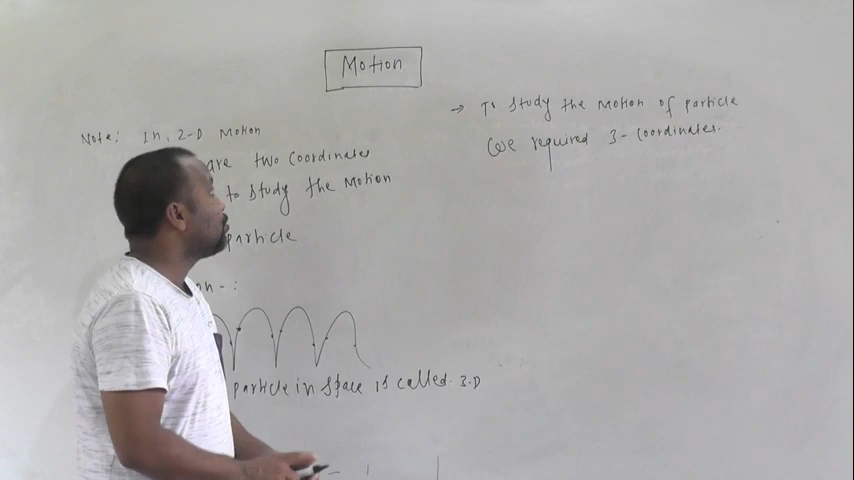 Motion
Note: In, 2-D Motion
are two coordinates
to study the Motion
particle
on-:
particle in space is called 3.D
→ To study the motion of particle
we required 3-coordinates.